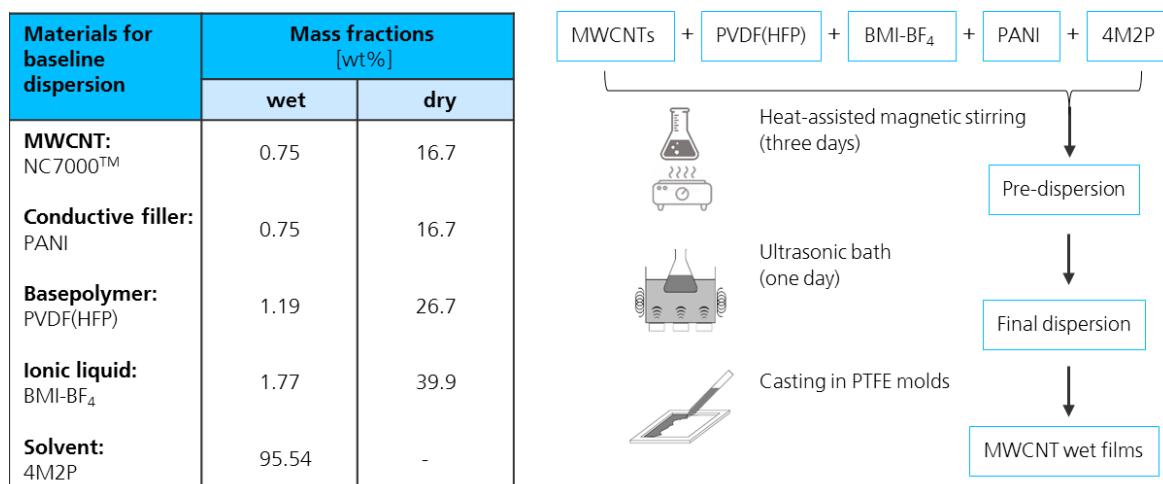 Materials for
baseline
dispersion
Mass fractions
[wt%]
wet
dry
MWCNT:
NC7000™
0.75
16.7
Conductive filler:
PANI
0.75
16.7
Basepolymer:
PVDF(HFP)
1.19
26.7
Ionic liquid:
BMI-BF₄
1.77
39.9
Solvent:
4M2P
95.54
-
MWCNTs + PVDF(HFP) + BMI-BF₄ + PANI + 4M2P
Heat-assisted magnetic stirring
(three days)
Pre-dispersion
Ultrasonic bath
(one day)
Final dispersion
Casting in PTFE molds
MWCNT wet films